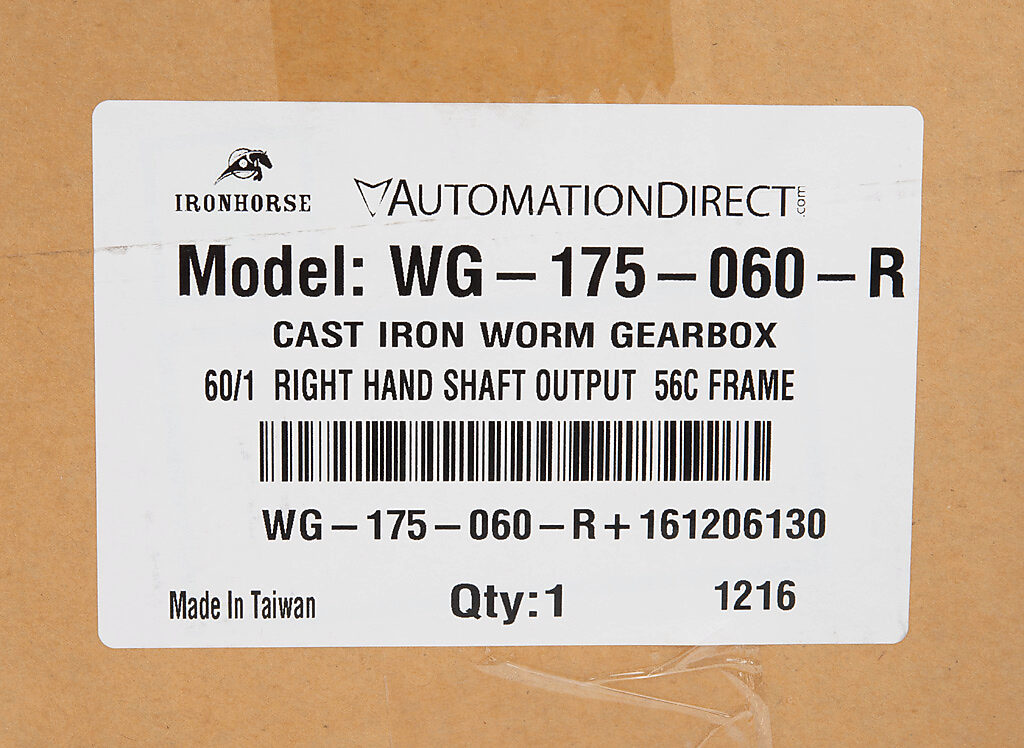 IRONHORSE
AUTOMATIONDIRECT.com
Model: WG-175-060-R
CAST IRON WORM GEARBOX
60/1 RIGHT HAND SHAFT OUTPUT 56C FRAME
WG-175-060-R+161206130
Made In Taiwan Qty:1 1216